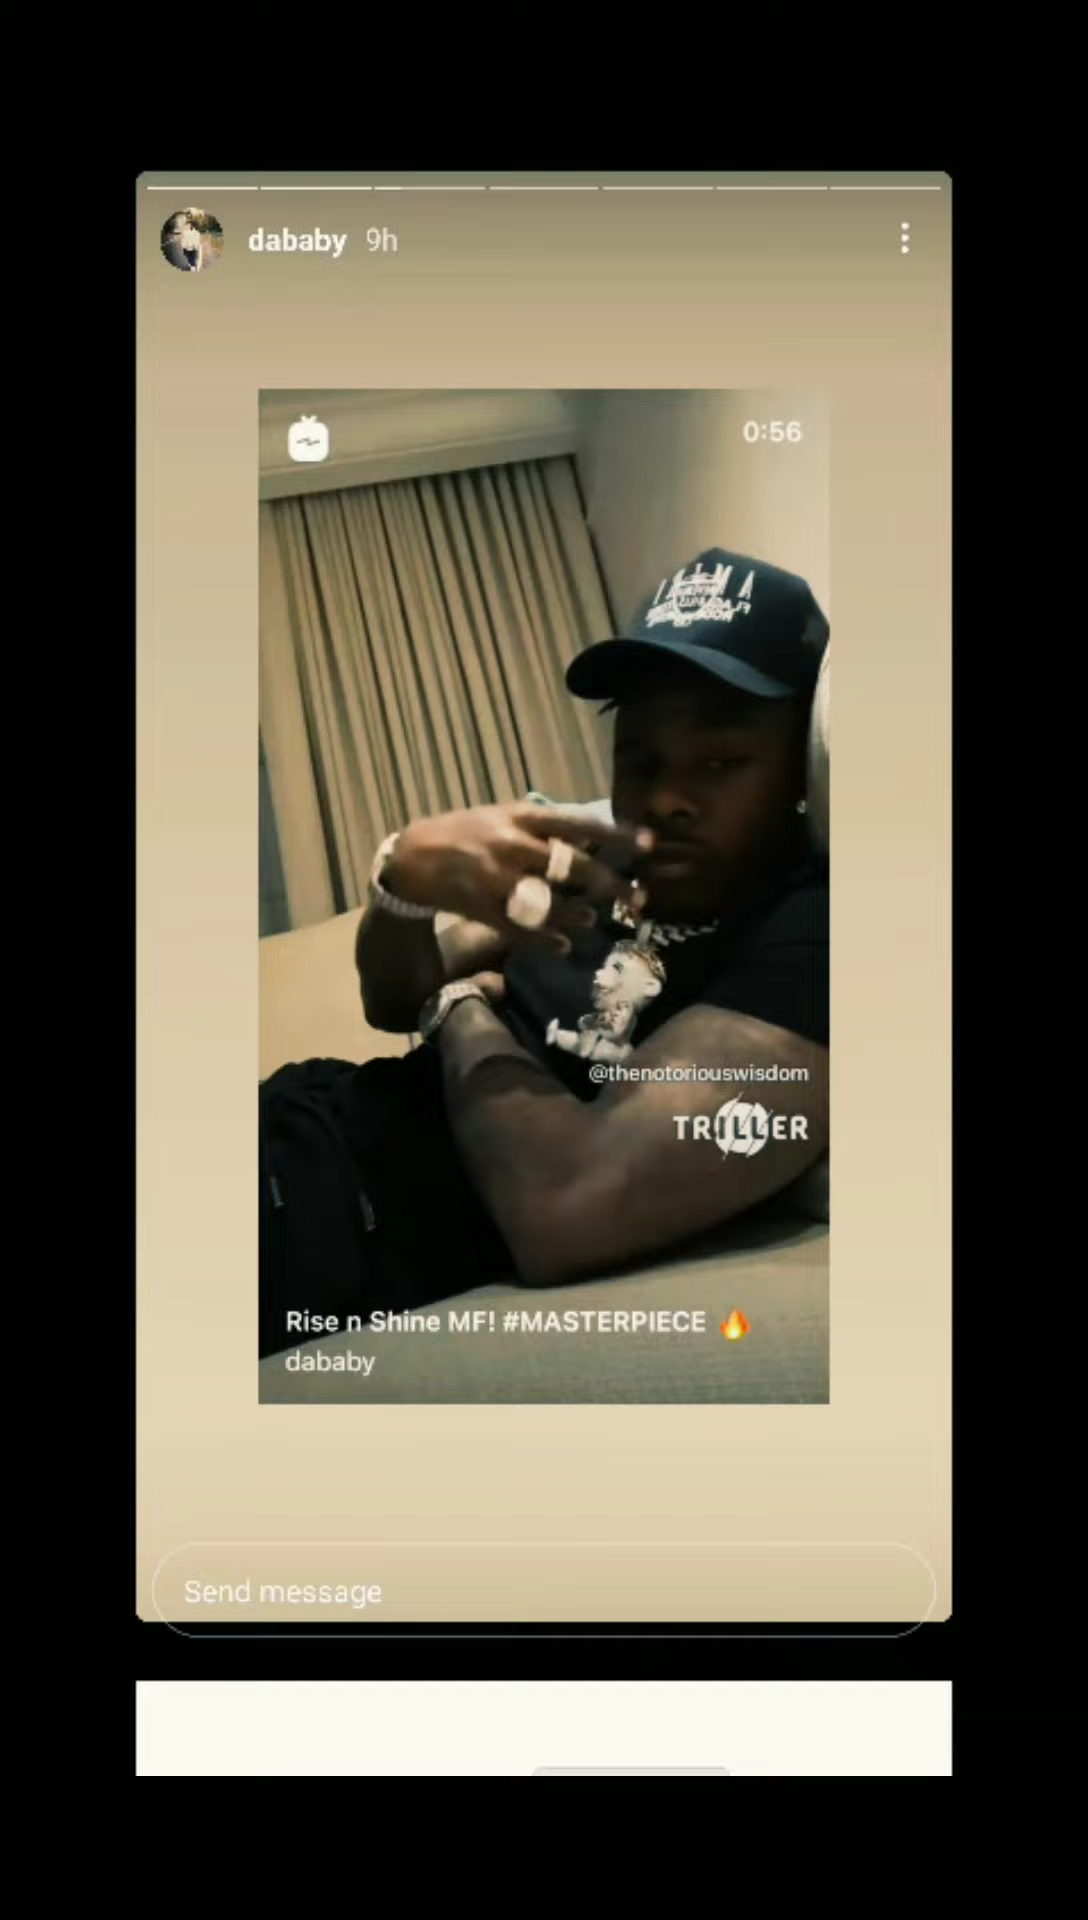 dababy 9h
0:56
@thenotoriouswisdom
TRILLER
Rise n Shine MF! #MASTERPIECE 🔥
dababy
Send message